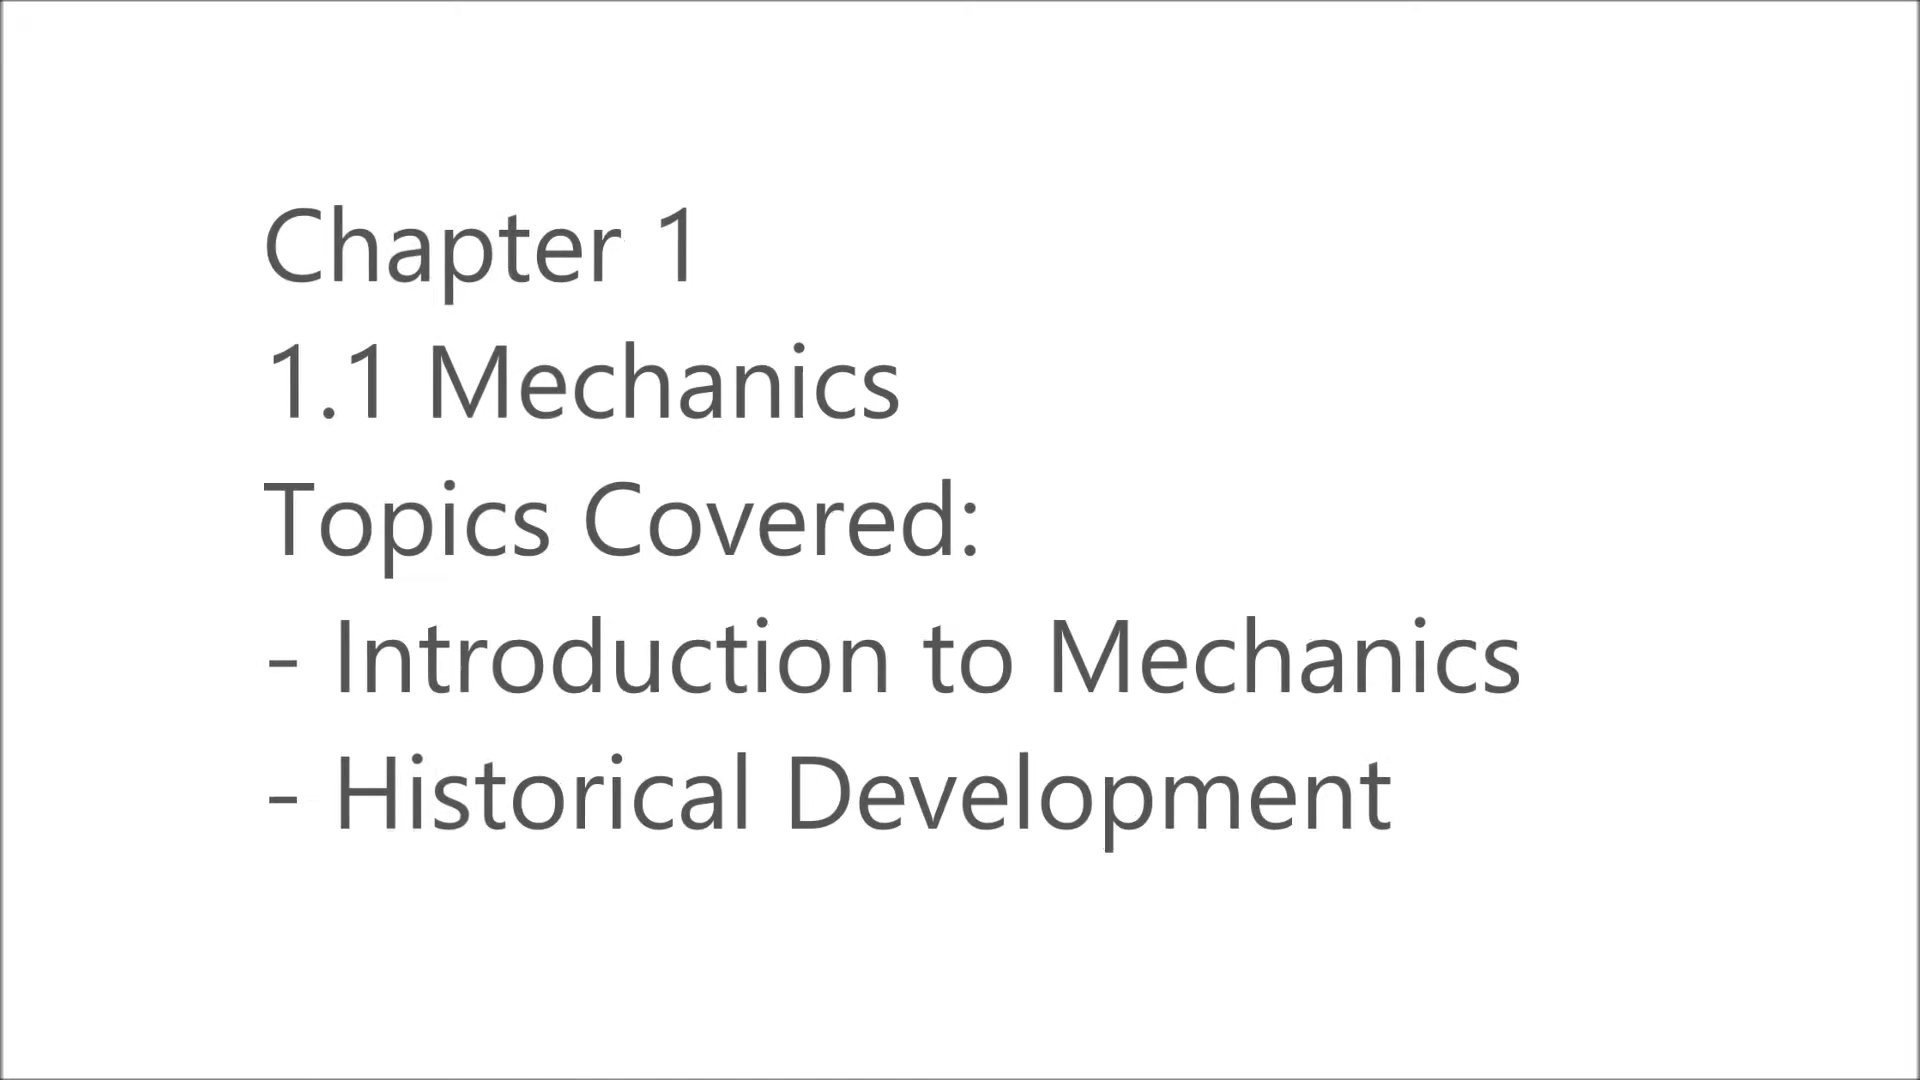 Chapter 1
1.1 Mechanics
Topics Covered:
- Introduction to Mechanics
- Historical Development